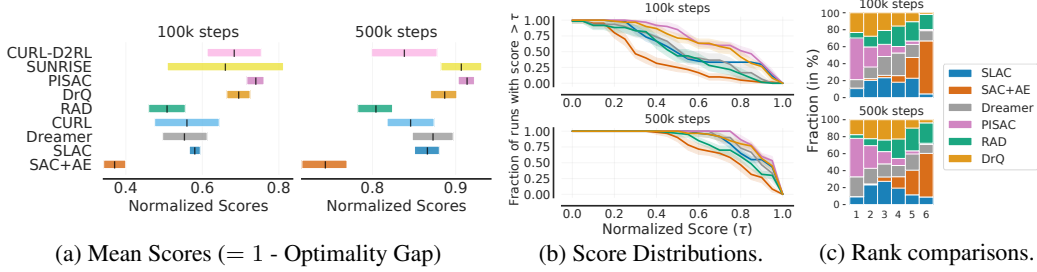 100k steps
500k steps
CURL-D2RL
SUNRISE
PISAC
DrQ
RAD
CURL
Dreamer
SLAC
SAC+AE
0.4 0.6 0.8
0.8 0.9
Normalized Scores
Normalized Scores
(a) Mean Scores (= 1 - Optimality Gap)
Fraction of runs with score > τ
100k steps
1.00
0.75
0.50
0.25
0.00
0.0 0.2 0.4 0.6 0.8 1.0
500k steps
1.00
0.75
0.50
0.25
0.00
0.0 0.2 0.4 0.6 0.8 1.0
Normalized Score (τ)
(b) Score Distributions.
Fraction (in %)
100k steps
100
80
60
40
20
0
500k steps
100
80
60
40
20
0
1 2 3 4 5 6
SLAC
SAC+AE
Dreamer
PISAC
RAD
DrQ
(c) Rank comparisons.